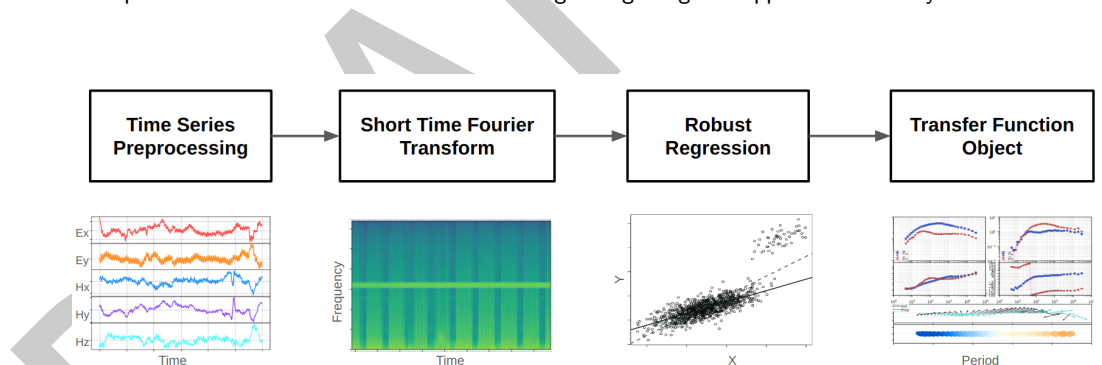 Time Series
Preprocessing
Short Time Fourier
Transform
Robust
Regression
Transfer Function
Object
Ex
Ey
Hx
Hy
Hz
Time
Frequency
Time
Y
X
Period